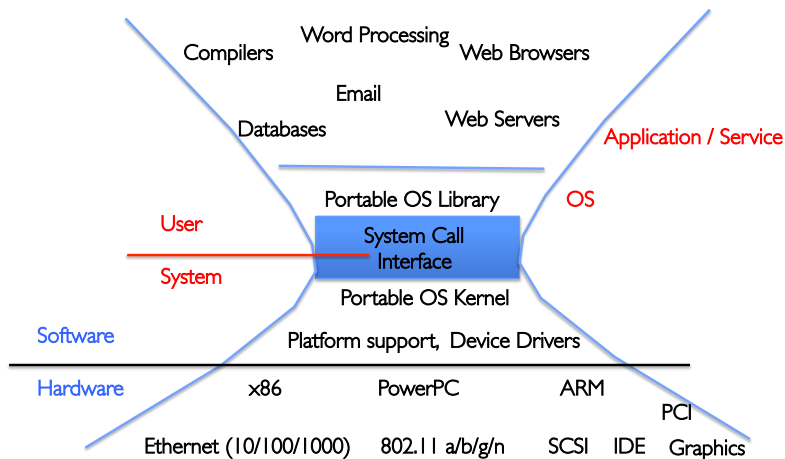 Word Processing
Compilers
Web Browsers
Email
Databases
Web Servers
Application / Service
Portable OS Library
OS
User
System Call
Interface
System
Portable OS Kernel
Software
Platform support, Device Drivers
Hardware
x86
PowerPC
ARM
PCI
Ethernet (10/100/1000)
802.11 a/b/g/n
SCSI
IDE
Graphics